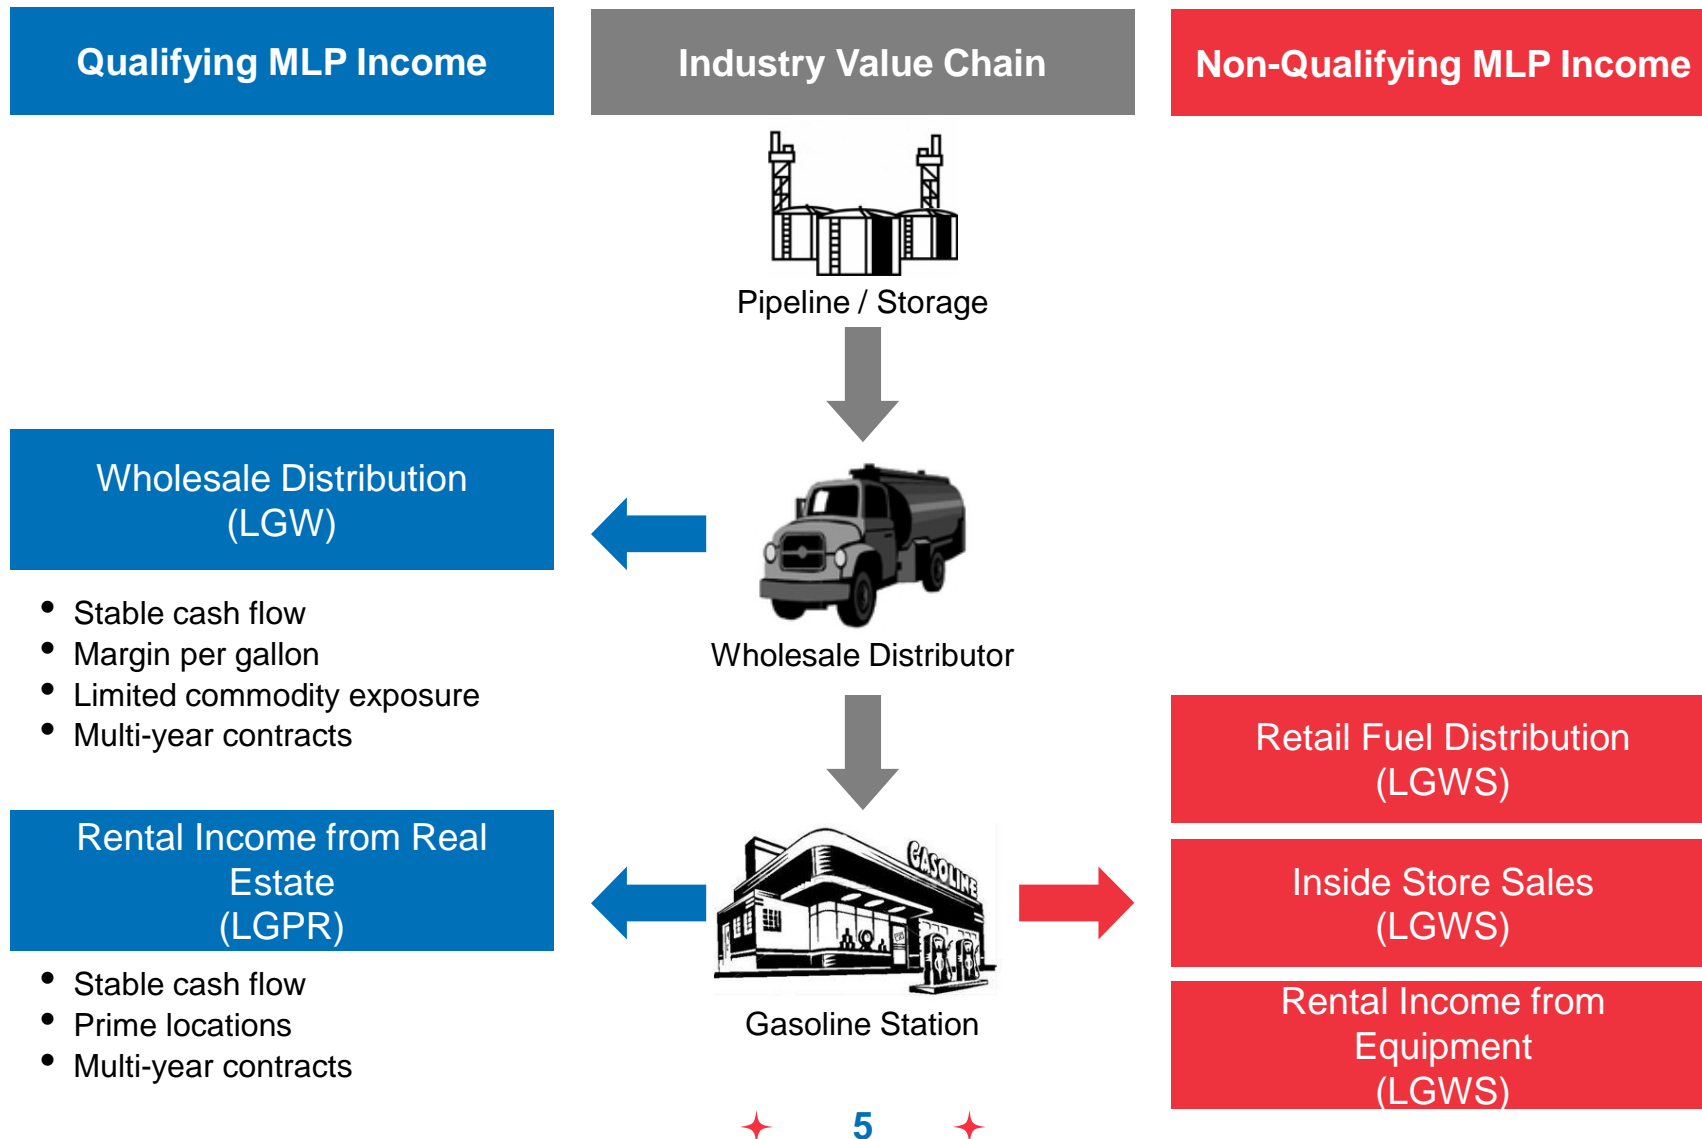 Qualifying MLP Income
Industry Value Chain
Non-Qualifying MLP Income
Pipeline / Storage
Wholesale Distribution
(LGW)
• Stable cash flow
• Margin per gallon
• Limited commodity exposure
• Multi-year contracts
Wholesale Distributor
Retail Fuel Distribution
(LGWS)
Rental Income from Real
Estate
(LGPR)
• Stable cash flow
• Prime locations
• Multi-year contracts
GASOLINE
Gasoline Station
Inside Store Sales
(LGWS)
Rental Income from
Equipment
(LGWS)
5